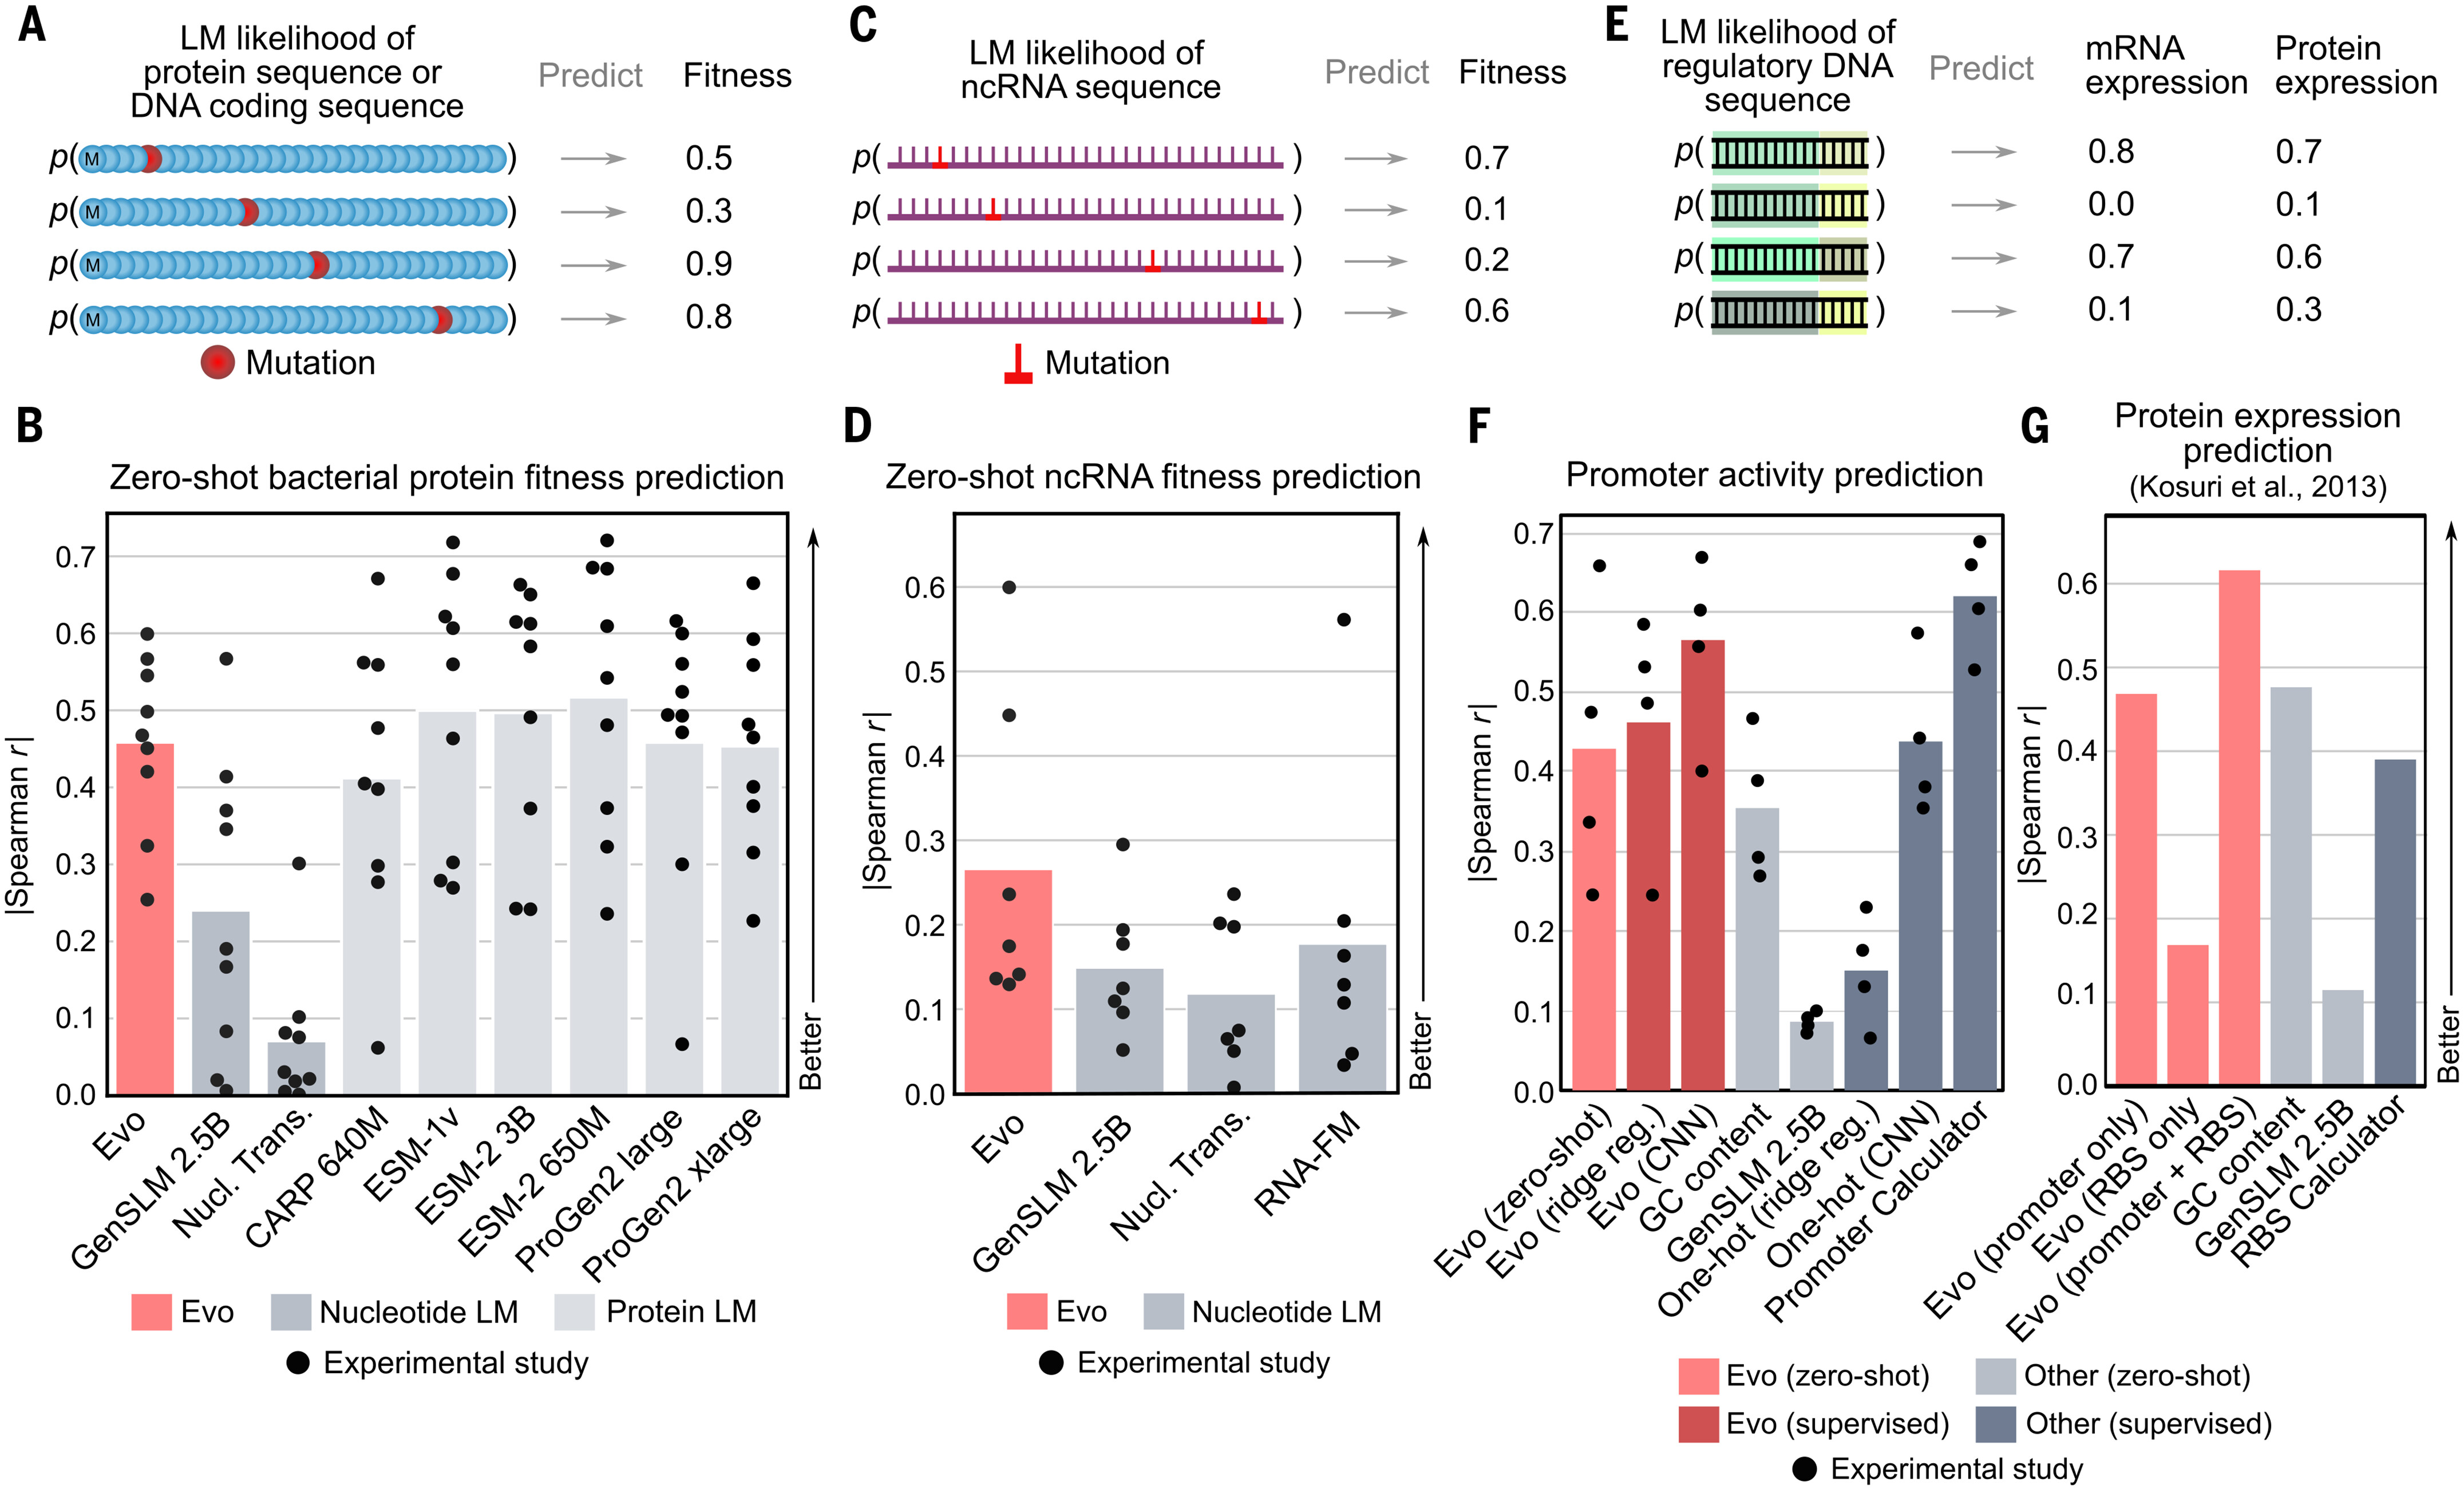 A
LM likelihood of
protein sequence or
DNA coding sequence
Predict
Fitness
p( M ) 0.5
p( M ) 0.3
p( M ) 0.9
p( M ) 0.8
Mutation
B
Zero-shot bacterial protein fitness prediction
|Spearman r|
0.7
0.6
0.5
0.4
0.3
0.2
0.1
0.0
Better
Evo
GenSLM 2.5B
Nucl. Trans.
CARP 640M
ESM-1v
ESM-2 3B
ESM-2 650M
ProGen2 large
ProGen2 xlarge
Evo
Nucleotide LM
Protein LM
Experimental study
C
LM likelihood of
ncRNA sequence
Predict
Fitness
p( ) 0.7
p( ) 0.1
p( ) 0.2
p( ) 0.6
Mutation
D
Zero-shot ncRNA fitness prediction
|Spearman r|
0.6
0.5
0.4
0.3
0.2
0.1
0.0
Better
Evo
GenSLM 2.5B
Nucl. Trans.
RNA-FM
Evo
Nucleotide LM
Experimental study
E
LM likelihood of
regulatory DNA
sequence
Predict
mRNA
expression
Protein
expression
p( ) 0.8 0.7
p( ) 0.0 0.1
p( ) 0.7 0.6
p( ) 0.1 0.3
F
Promoter activity prediction
|Spearman r|
0.7
0.6
0.5
0.4
0.3
0.2
0.1
0.0
Evo (zero-shot)
Evo (ridge reg.)
Evo (CNN)
GC content
GenSLM 2.5B
One-hot (ridge reg.)
One-hot (CNN)
Promoter Calculator
G
Protein expression
prediction
(Kosuri et al., 2013)
|Spearman r|
0.6
0.5
0.4
0.3
0.2
0.1
0.0
Better
Evo (promoter only)
Evo (RBS only
Evo (promoter + RBS)
GC content
GenSLM 2.5B
RBS Calculator
Evo (zero-shot)
Other (zero-shot)
Evo (supervised)
Other (supervised)
Experimental study